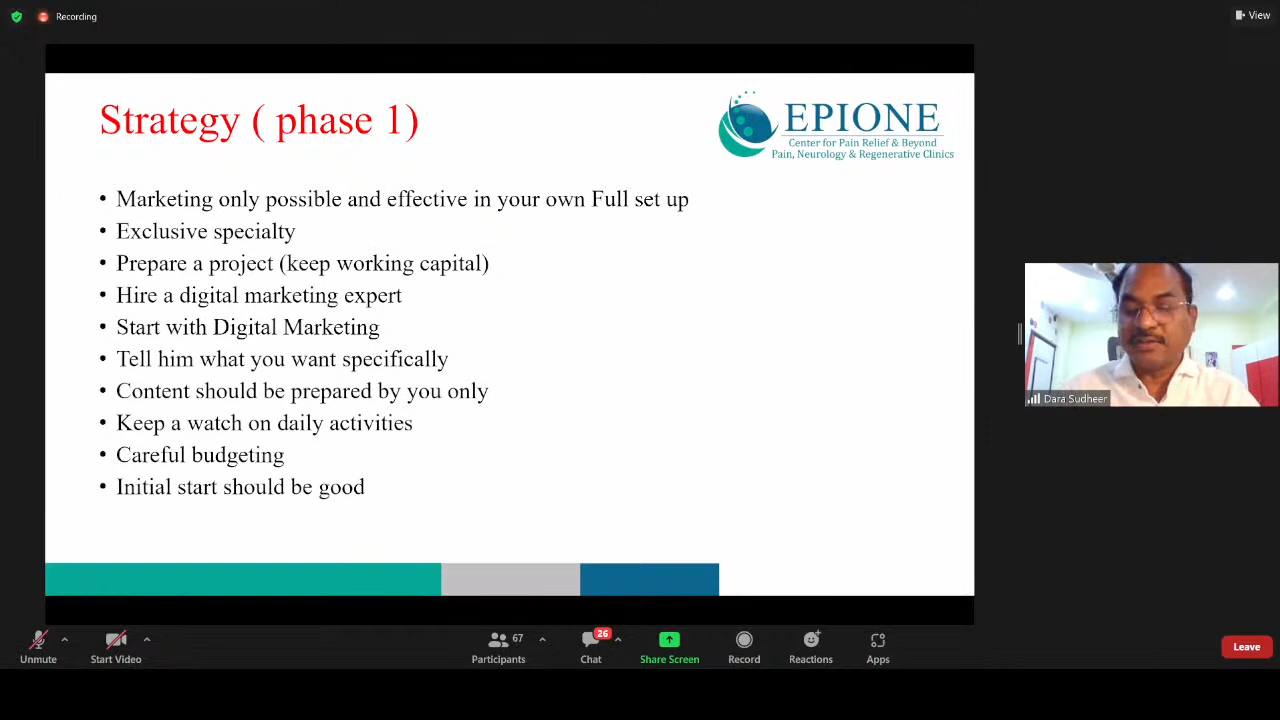 Recording
View
Strategy ( phase 1)
EPIONE
Center for Pain Relief & Beyond
Pain, Neurology & Regenerative Clinics
• Marketing only possible and effective in your own Full set up
• Exclusive specialty
• Prepare a project (keep working capital)
• Hire a digital marketing expert
• Start with Digital Marketing
• Tell him what you want specifically
• Content should be prepared by you only
• Keep a watch on daily activities
• Careful budgeting
• Initial start should be good
Dara Sudheer
Unmute
Start Video
67
Participants
26
Chat
Share Screen
Record
Reactions
Apps
Leave